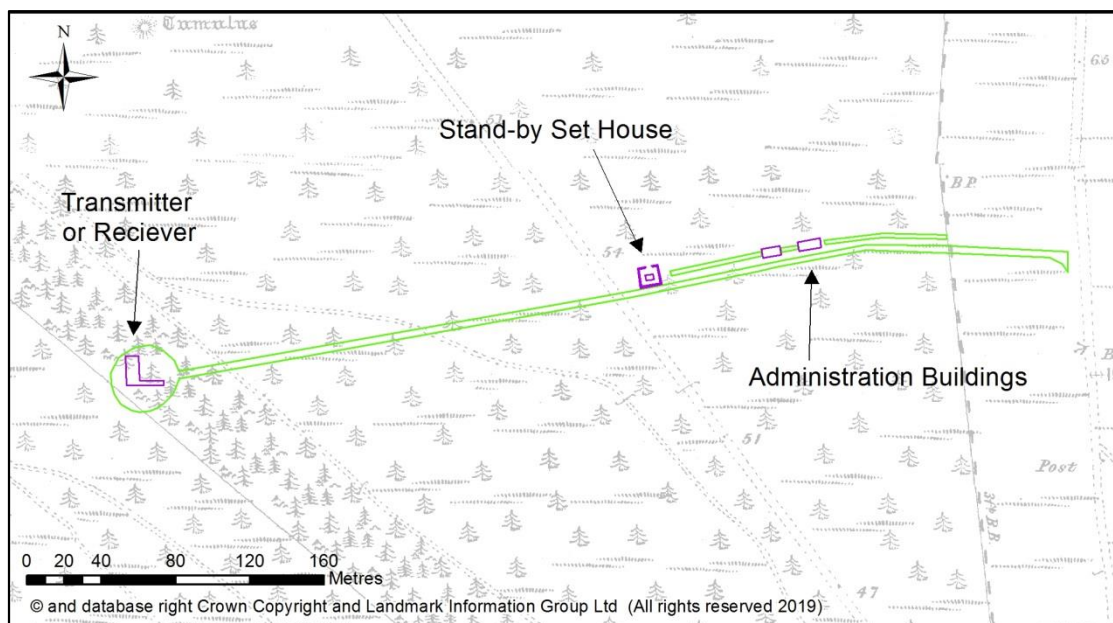 Tumulus
N
Stand-by Set House
Transmitter
or Reciever
B.P.
54
Administration Buildings
51
Post
47
0 20 40 80 120 160
Metres
© and database right Crown Copyright and Landmark Information Group Ltd (All rights reserved 2019)